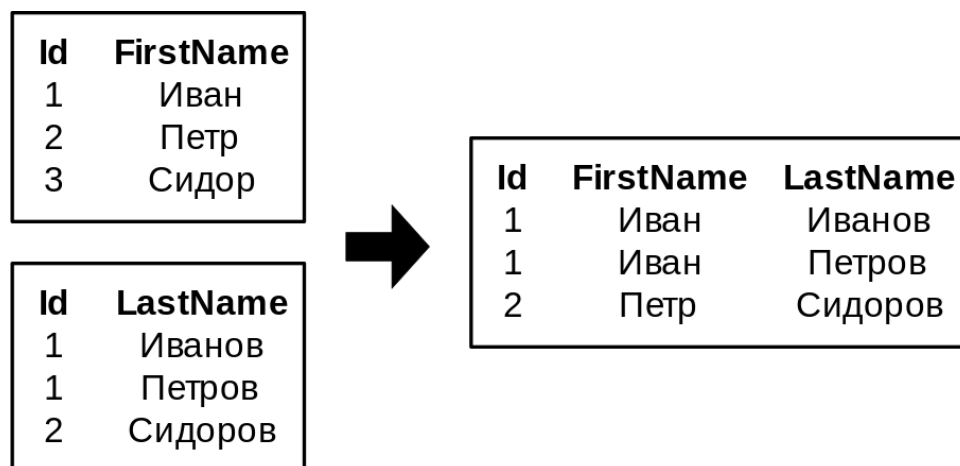 Id FirstName
1 Иван
2 Петр
3 Сидор
Id LastName
1 Иванов
1 Петров
2 Сидоров
Id FirstName LastName
1 Иван Иванов
1 Иван Петров
2 Петр Сидоров